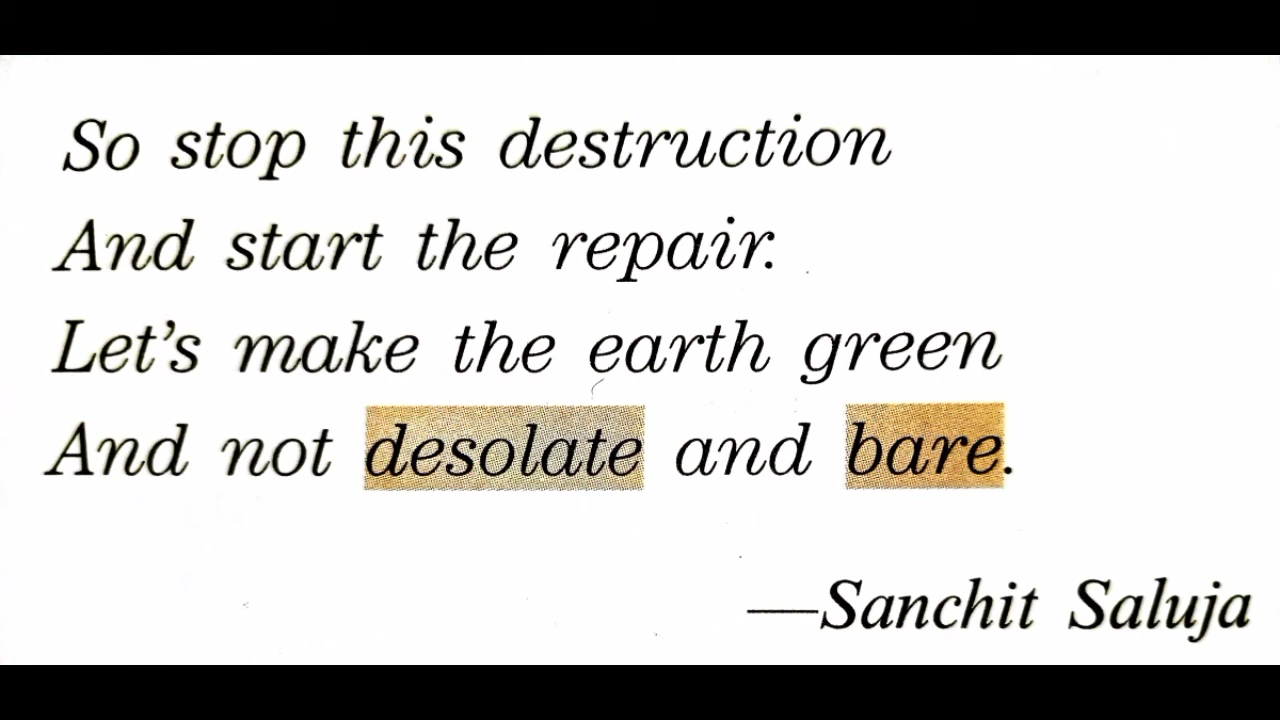 So stop this destruction
And start the repair.
Let's make the earth green
And not desolate and bare.
—Sanchit Saluja